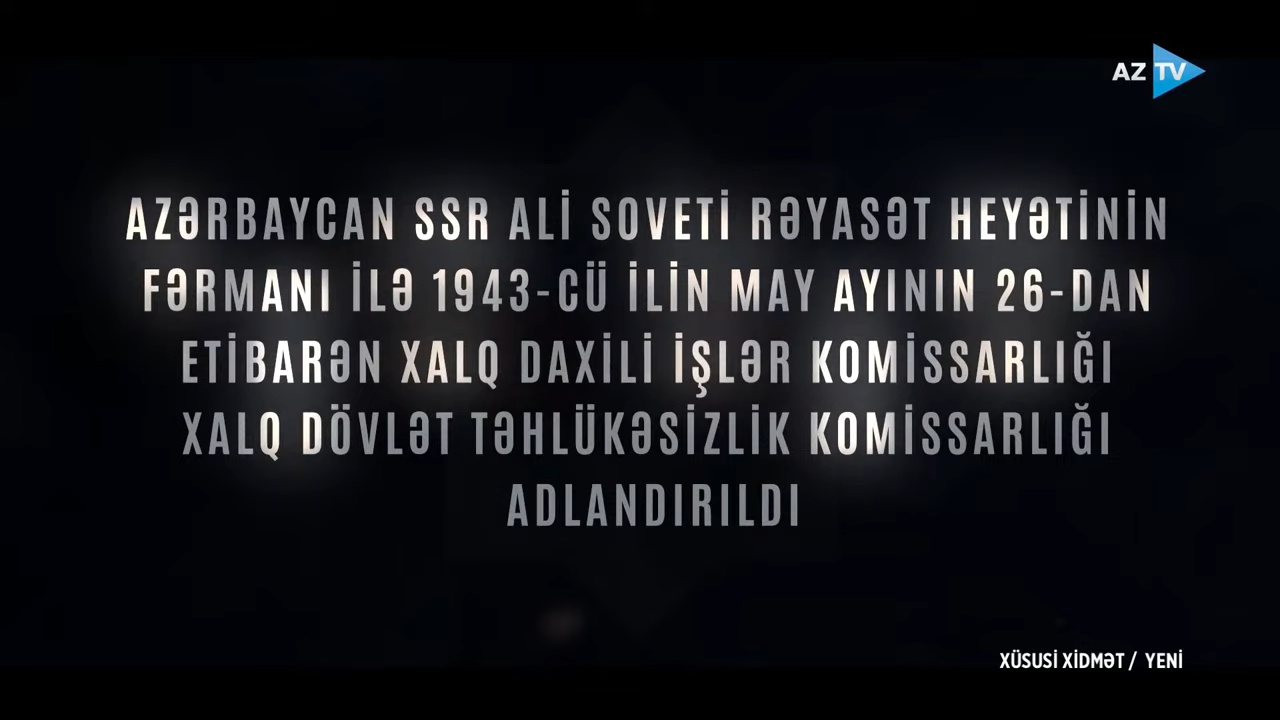 AZ TV
AZƏRBAYCAN SSR ALİ SOVETİ RƏYASƏT HEYƏTİNİN
FƏRMANI İLƏ 1943-CÜ İLİN MAY AYININ 26-DAN
ETİBARƏN XALQ DAXİLİ İŞLƏR KOMİSSARLIĞI
XALQ DÖVLƏT TƏHLÜKƏSİZLİK KOMİSSARLIĞI
ADLANDIRILDI
XÜSUSİ XİDMƏT / YENİ